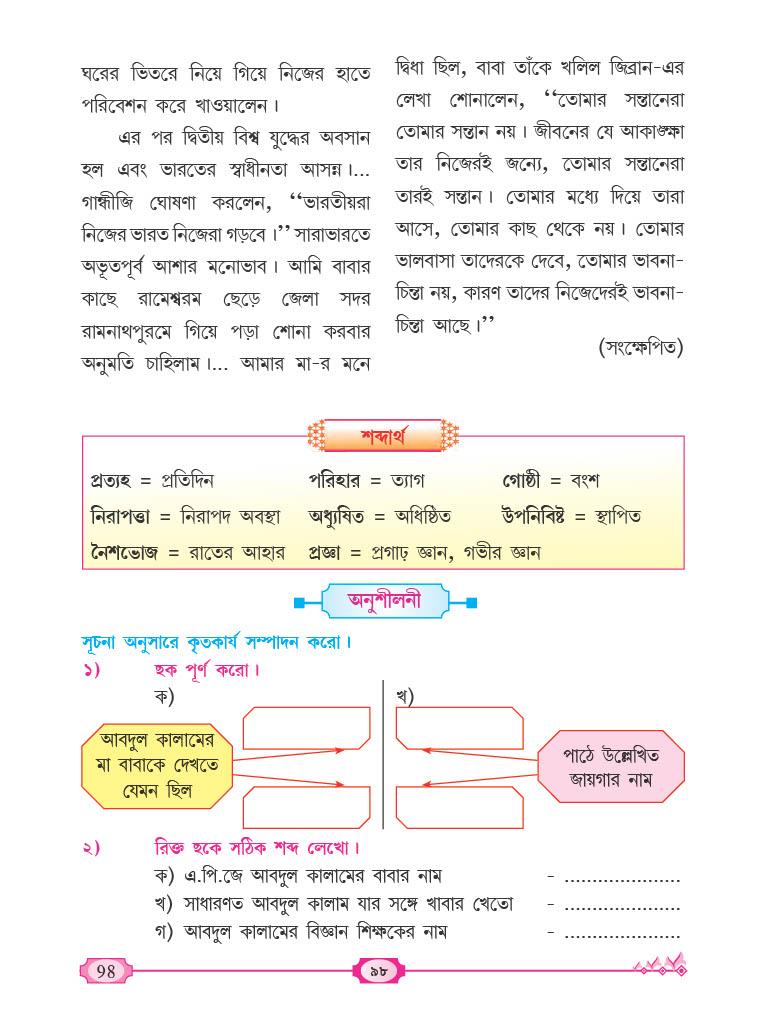 ঘরের ভিতরে নিয়ে গিয়ে নিজের হাতে
পরিবেশন করে খাওয়ালেন।
এর পর দ্বিতীয় বিশ্ব যুদ্ধের অবসান
হল এবং ভারতের স্বাধীনতা আসন্ন।...
গান্ধীজি ঘোষণা করলেন, ‘‘ভারতীয়রা
নিজের ভারত নিজেরা গড়বে।’’ সারাভারতে
অভূতপূর্ব আশার মনোভাব। আমি বাবার
কাছে রামেশ্বরম ছেড়ে জেলা সদর
রামনাথপুরমে গিয়ে পড়া শোনা করবার
অনুমতি চাহিলাম।... আমার মা-র মনে
দ্বিধা ছিল, বাবা তাঁকে খলিল জিব্রান-এর
লেখা শোনালেন, ‘‘তোমার সন্তানেরা
তোমার সন্তান নয়। জীবনের যে আকাঙ্ক্ষা
তার নিজেরই জন্যে, তোমার সন্তানেরা
তারই সন্তান। তোমার মধ্যে দিয়ে তারা
আসে, তোমার কাছ থেকে নয়। তোমার
ভালবাসা তাদেরকে দেবে, তোমার ভাবনা-
চিন্তা নয়, কারণ তাদের নিজেদেরই ভাবনা-
চিন্তা আছে।’’
(সংক্ষেপিত)
শব্দার্থ
প্রত্যহ = প্রতিদিন পরিহার = ত্যাগ গোষ্ঠী = বংশ
নিরাপত্তা = নিরাপদ অবস্থা অধ্যুষিত = অধিষ্ঠিত উপনিবিষ্ট = স্থাপিত
নৈশভোজ = রাতের আহার প্রজ্ঞা = প্রগাঢ় জ্ঞান, গভীর জ্ঞান
অনুশীলনী
সূচনা অনুসারে কৃতকার্য সম্পাদন করো।
১) ছক পূর্ণ করো।
ক) খ)
আবদুল কালামের
মা বাবাকে দেখতে
যেমন ছিল
পাঠে উল্লেখিত
জায়গার নাম
২) রিক্ত ছকে সঠিক শব্দ লেখো।
ক) এ.পি.জে আবদুল কালামের বাবার নাম - .....................
খ) সাধারণত আবদুল কালাম যার সঙ্গে খাবার খেতো - .....................
গ) আবদুল কালামের বিজ্ঞান শিক্ষকের নাম - .....................
98 ৯৮